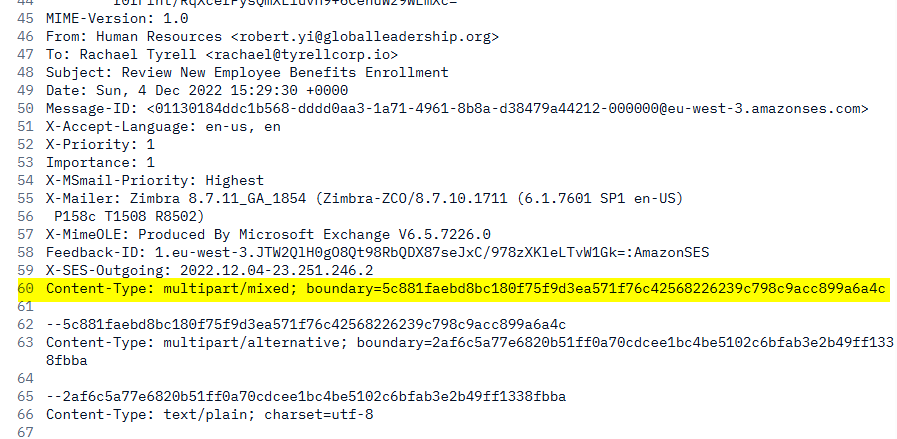 45 MIME-Version: 1.0
46 From: Human Resources <robert.yi@globalleadership.org>
47 To: Rachael Tyrell <rachael@tyrellcorp.io>
48 Subject: Review New Employee Benefits Enrollment
49 Date: Sun, 4 Dec 2022 15:29:30 +0000
50 Message-ID: <01130184ddc1b568-dddd0aa3-1a71-4961-8b8a-d38479a44212-000000@eu-west-3.amazonses.com>
51 X-Accept-Language: en-us, en
52 X-Priority: 1
53 Importance: 1
54 X-MSmail-Priority: Highest
55 X-Mailer: Zimbra 8.7.11_GA_1854 (Zimbra-ZCO/8.7.10.1711 (6.1.7601 SP1 en-US)
56 P158c T1508 R8502)
57 X-MimeOLE: Produced By Microsoft Exchange V6.5.7226.0
58 Feedback-ID: 1.eu-west-3.JTW2QlH0gO8Qt98RbQDX87seJxC/978zXKleLTvW1Gk=:AmazonSES
59 X-SES-Outgoing: 2022.12.04-23.251.246.2
60 Content-Type: multipart/mixed; boundary=5c881faebd8bc180f75f9d3ea571f76c42568226239c798c9acc899a6a4c
61
62 --5c881faebd8bc180f75f9d3ea571f76c42568226239c798c9acc899a6a4c
63 Content-Type: multipart/alternative; boundary=2af6c5a77e6820b51ff0a70cdcee1bc4be5102c6bfab3e2b49ff133
8fbba
64
65 --2af6c5a77e6820b51ff0a70cdcee1bc4be5102c6bfab3e2b49ff1338fbba
66 Content-Type: text/plain; charset=utf-8
67